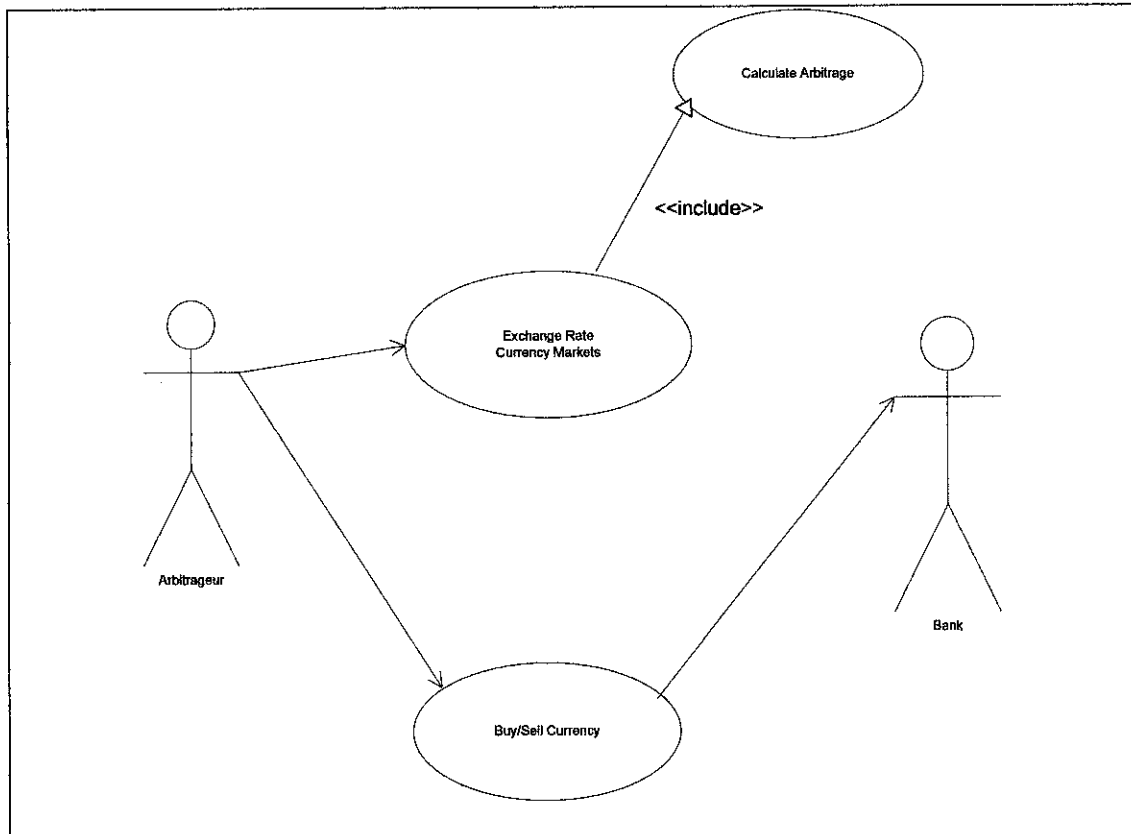 Calculate Arbitrage
<<include>>
Exchange Rate
Currency Markets
Arbitrageur
Bank
Buy/Sell Currency